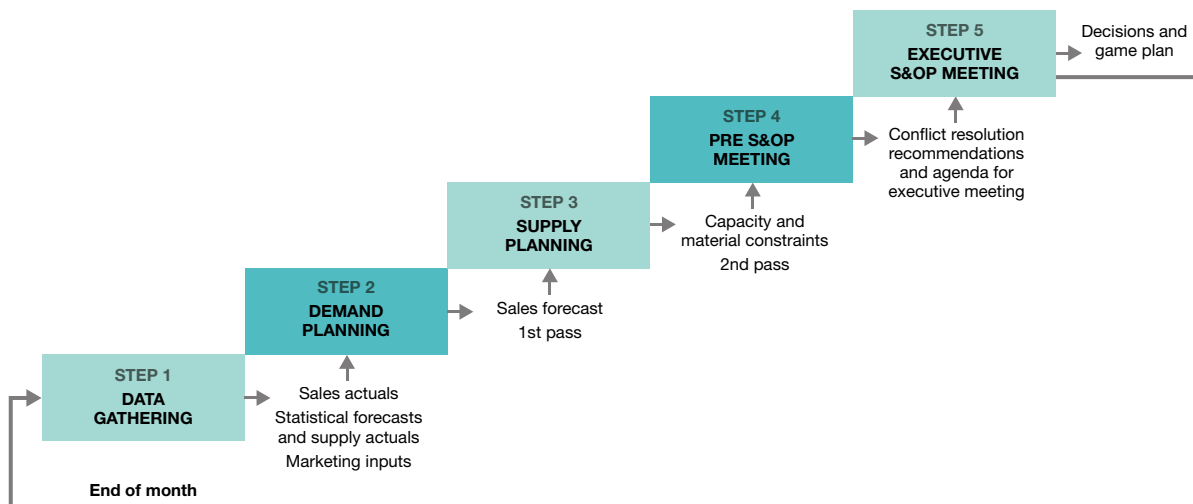 STEP 1
DATA
GATHERING
End of month
Sales actuals
Statistical forecasts
and supply actuals
Marketing inputs
STEP 2
DEMAND
PLANNING
Sales forecast
1st pass
STEP 3
SUPPLY
PLANNING
Capacity and
material constraints
2nd pass
STEP 4
PRE S&OP
MEETING
Conflict resolution
recommendations
and agenda for
executive meeting
STEP 5
EXECUTIVE
S&OP MEETING
Decisions and
game plan